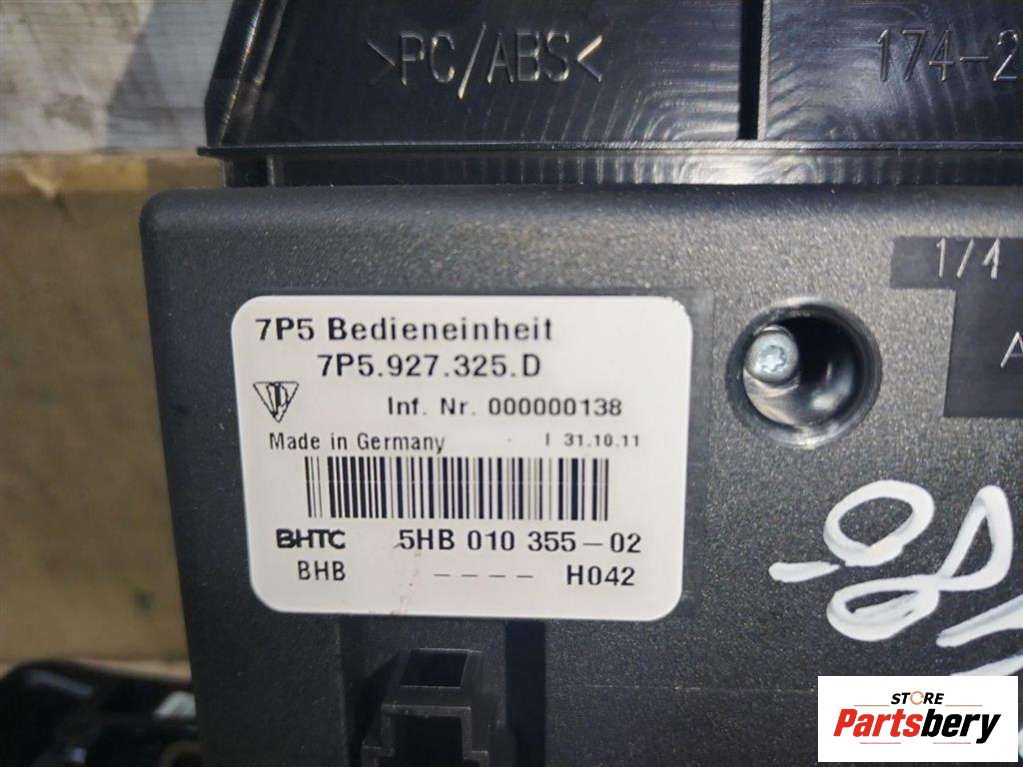 >PC/ABS<
174-2
1/4
A
7P5 Bedieneinheit
7P5.927.325.D
Inf. Nr. 000000138
Made in Germany I 31.10.11
BHTC 5HB 010 355-02
BHB ---- H042
STORE
Partsbery